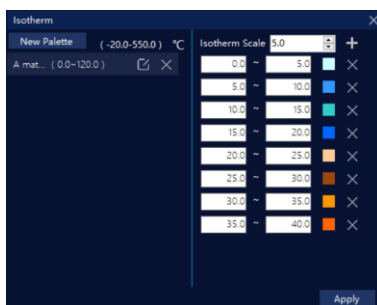 Isotherm
New Palette
( -20.0-550.0 ) ℃
A mat... ( 0.0~120.0 )
Isotherm Scale 5.0
0.0 ~ 5.0
5.0 ~ 10.0
10.0 ~ 15.0
15.0 ~ 20.0
20.0 ~ 25.0
25.0 ~ 30.0
30.0 ~ 35.0
35.0 ~ 40.0
Apply